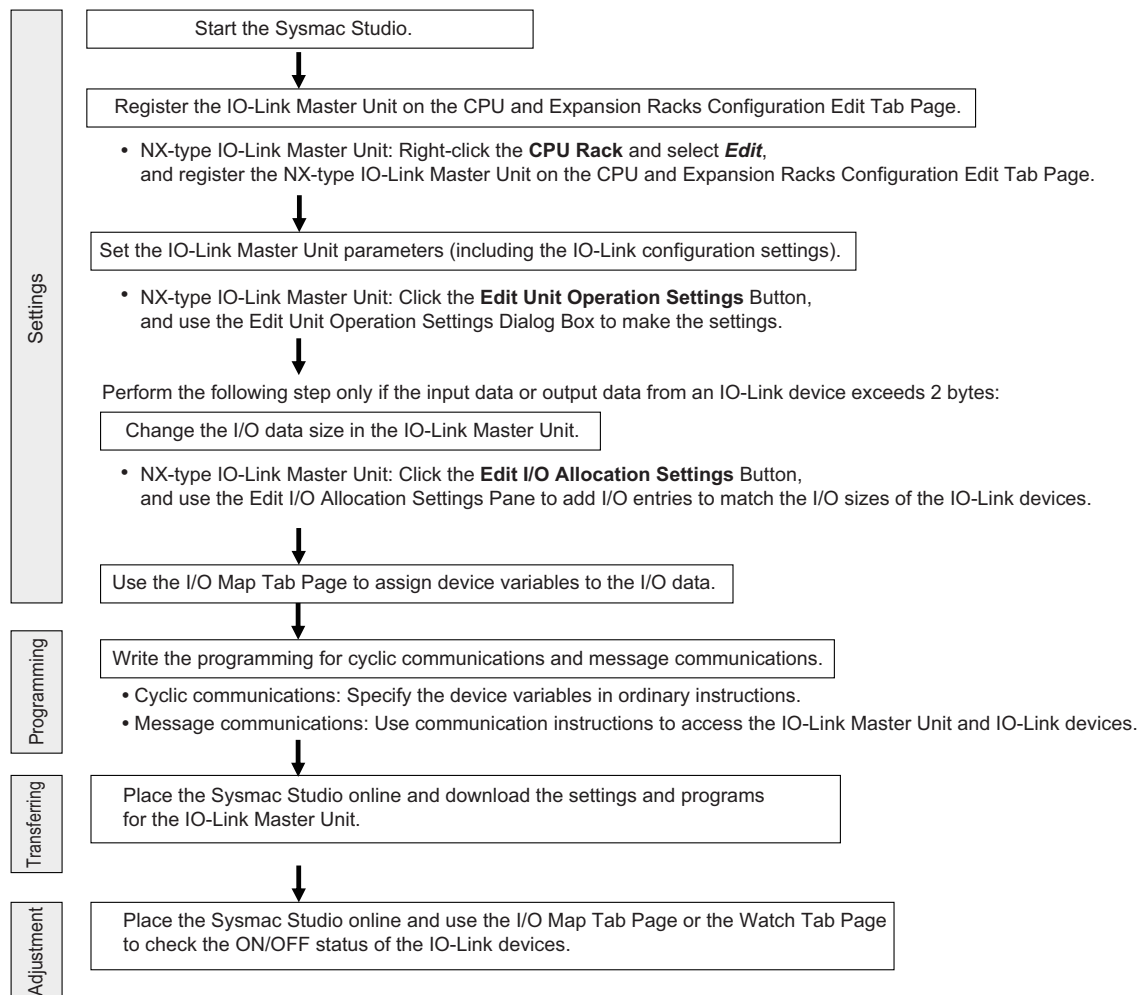 Settings
Start the Sysmac Studio.
Register the IO-Link Master Unit on the CPU and Expansion Racks Configuration Edit Tab Page.
• NX-type IO-Link Master Unit: Right-click the CPU Rack and select Edit,
and register the NX-type IO-Link Master Unit on the CPU and Expansion Racks Configuration Edit Tab Page.
Set the IO-Link Master Unit parameters (including the IO-Link configuration settings).
• NX-type IO-Link Master Unit: Click the Edit Unit Operation Settings Button,
and use the Edit Unit Operation Settings Dialog Box to make the settings.
Perform the following step only if the input data or output data from an IO-Link device exceeds 2 bytes:
Change the I/O data size in the IO-Link Master Unit.
• NX-type IO-Link Master Unit: Click the Edit I/O Allocation Settings Button,
and use the Edit I/O Allocation Settings Pane to add I/O entries to match the I/O sizes of the IO-Link devices.
Use the I/O Map Tab Page to assign device variables to the I/O data.
Programming
Write the programming for cyclic communications and message communications.
• Cyclic communications: Specify the device variables in ordinary instructions.
• Message communications: Use communication instructions to access the IO-Link Master Unit and IO-Link devices.
Transferring
Place the Sysmac Studio online and download the settings and programs
for the IO-Link Master Unit.
Adjustment
Place the Sysmac Studio online and use the I/O Map Tab Page or the Watch Tab Page
to check the ON/OFF status of the IO-Link devices.